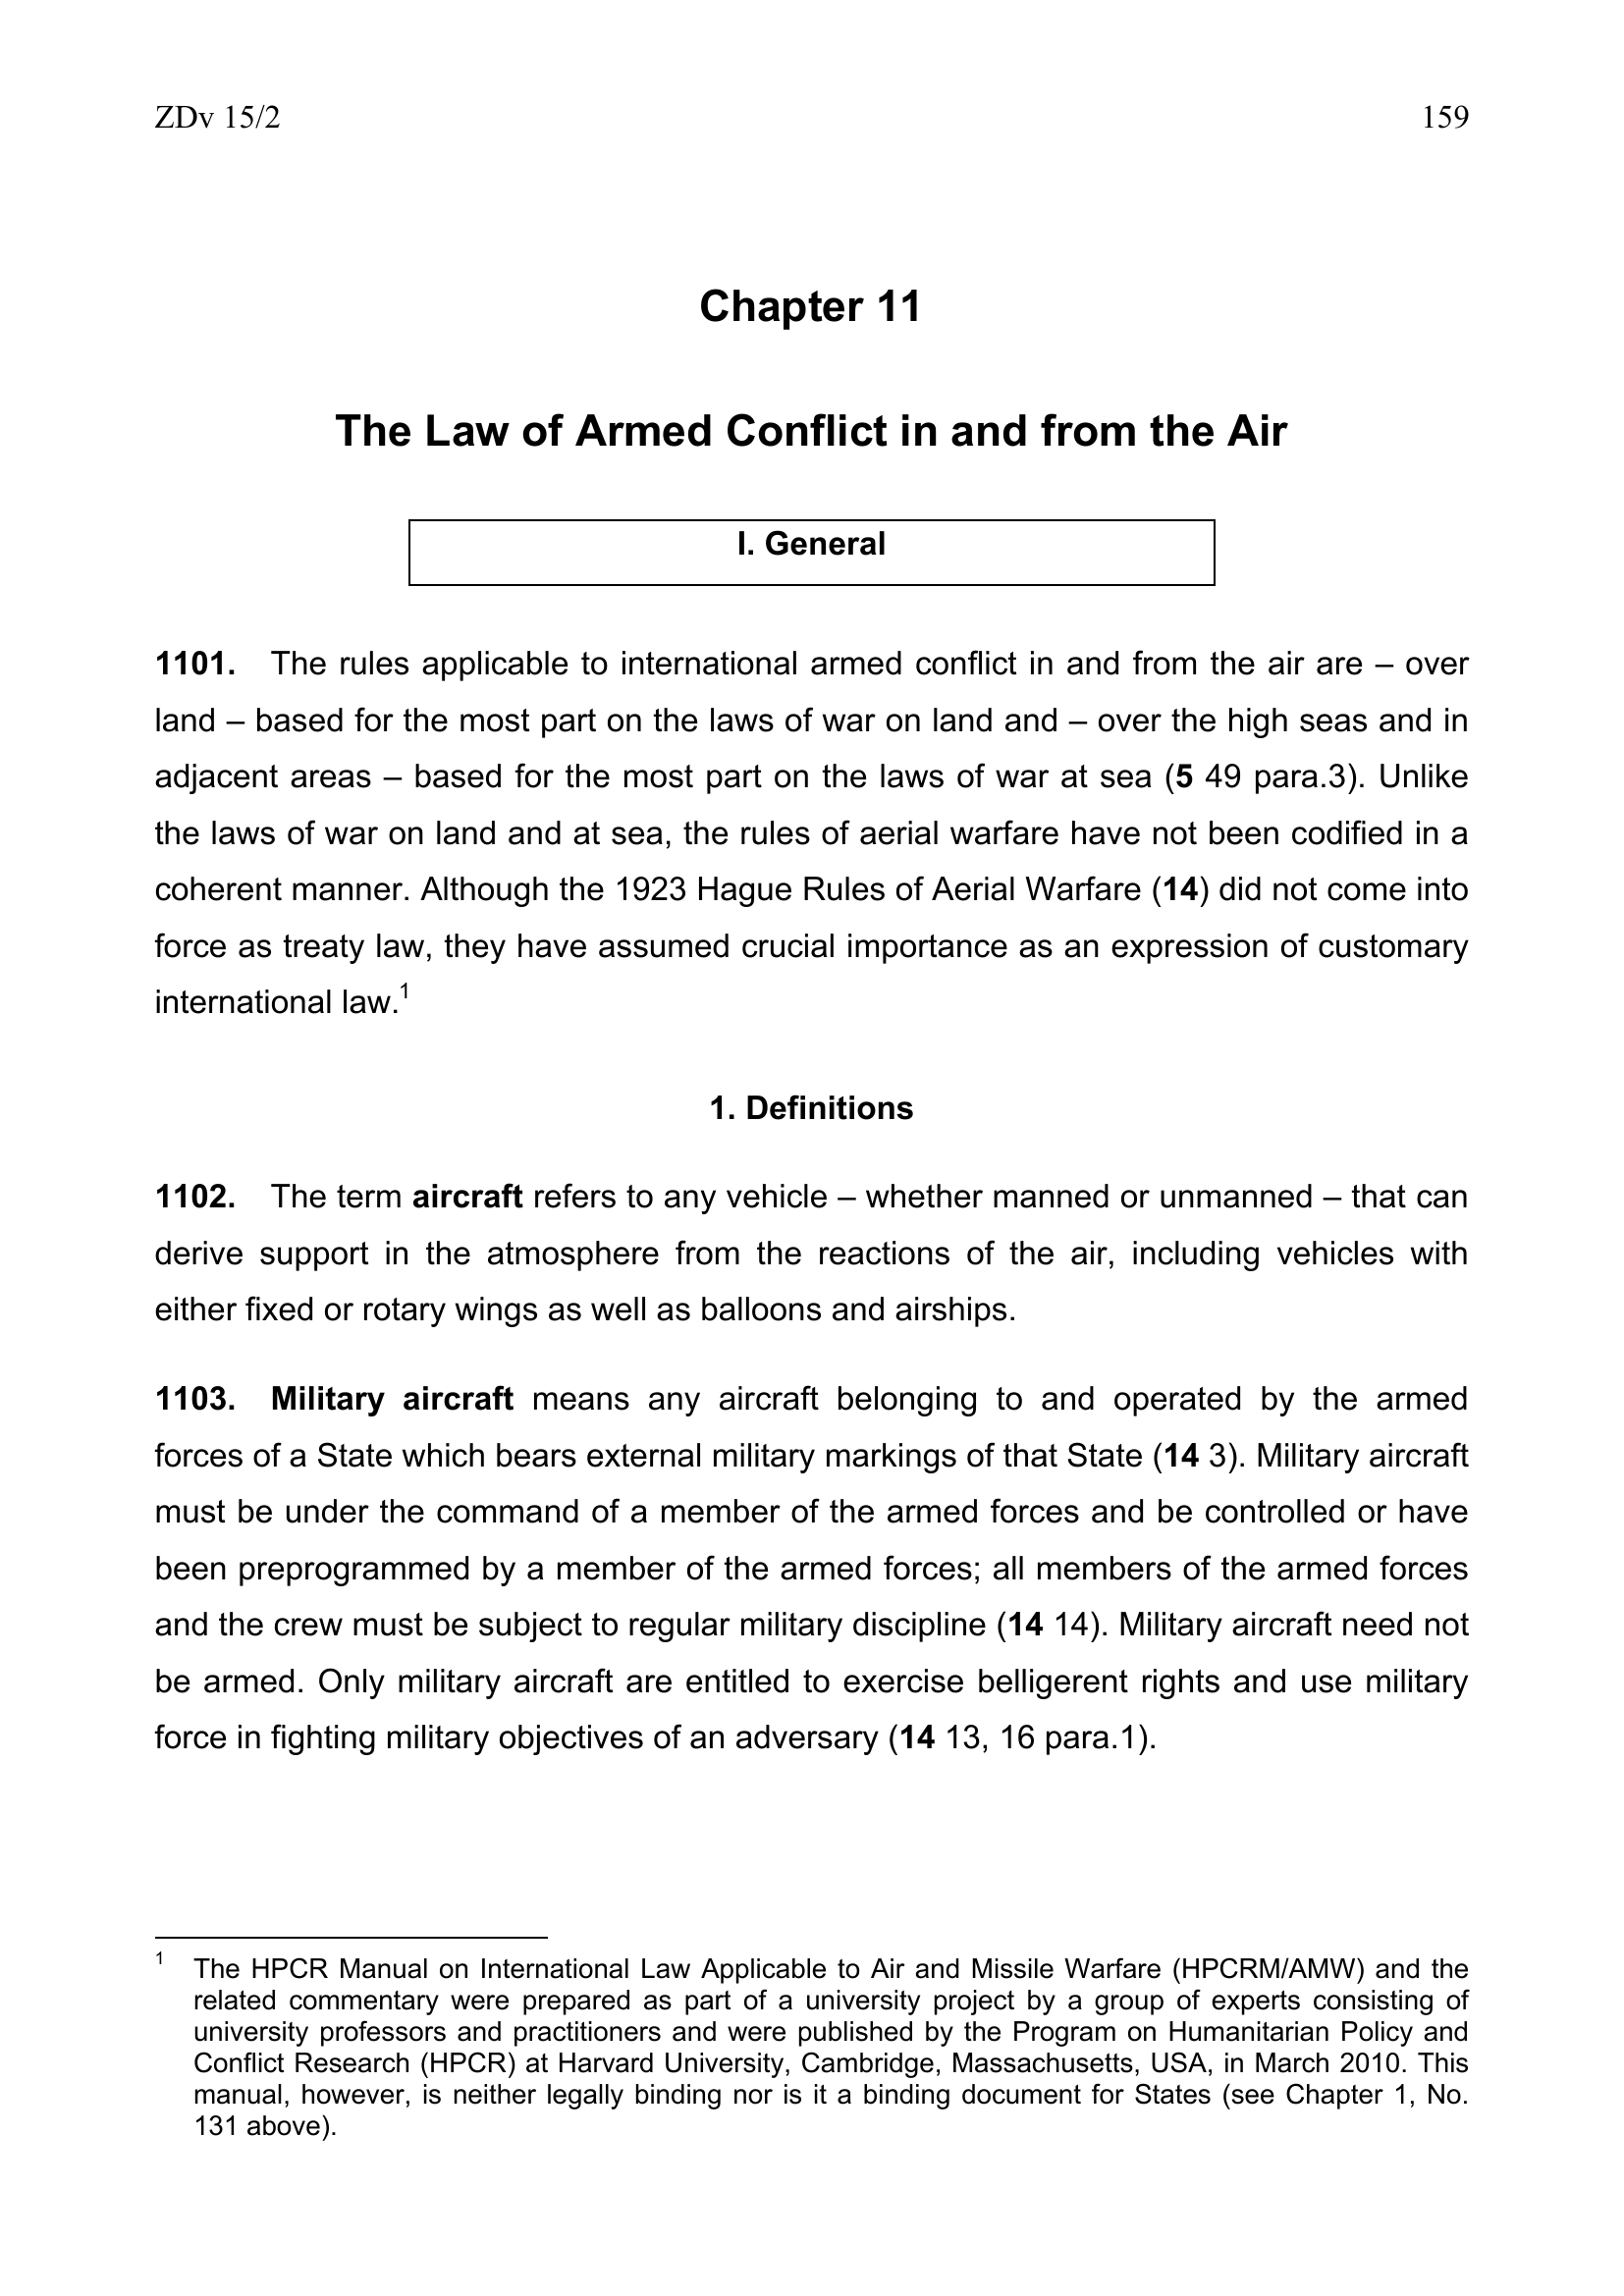 ZDv 15/2 159
Chapter 11
The Law of Armed Conflict in and from the Air
I. General
1101. The rules applicable to international armed conflict in and from the air are – over
land – based for the most part on the laws of war on land and – over the high seas and in
adjacent areas – based for the most part on the laws of war at sea (5 49 para.3). Unlike
the laws of war on land and at sea, the rules of aerial warfare have not been codified in a
coherent manner. Although the 1923 Hague Rules of Aerial Warfare (14) did not come into
force as treaty law, they have assumed crucial importance as an expression of customary
international law.1
1. Definitions
1102. The term aircraft refers to any vehicle – whether manned or unmanned – that can
derive support in the atmosphere from the reactions of the air, including vehicles with
either fixed or rotary wings as well as balloons and airships.
1103. Military aircraft means any aircraft belonging to and operated by the armed
forces of a State which bears external military markings of that State (14 3). Military aircraft
must be under the command of a member of the armed forces and be controlled or have
been preprogrammed by a member of the armed forces; all members of the armed forces
and the crew must be subject to regular military discipline (14 14). Military aircraft need not
be armed. Only military aircraft are entitled to exercise belligerent rights and use military
force in fighting military objectives of an adversary (14 13, 16 para.1).
1 The HPCR Manual on International Law Applicable to Air and Missile Warfare (HPCRM/AMW) and the
related commentary were prepared as part of a university project by a group of experts consisting of
university professors and practitioners and were published by the Program on Humanitarian Policy and
Conflict Research (HPCR) at Harvard University, Cambridge, Massachusetts, USA, in March 2010. This
manual, however, is neither legally binding nor is it a binding document for States (see Chapter 1, No.
131 above).